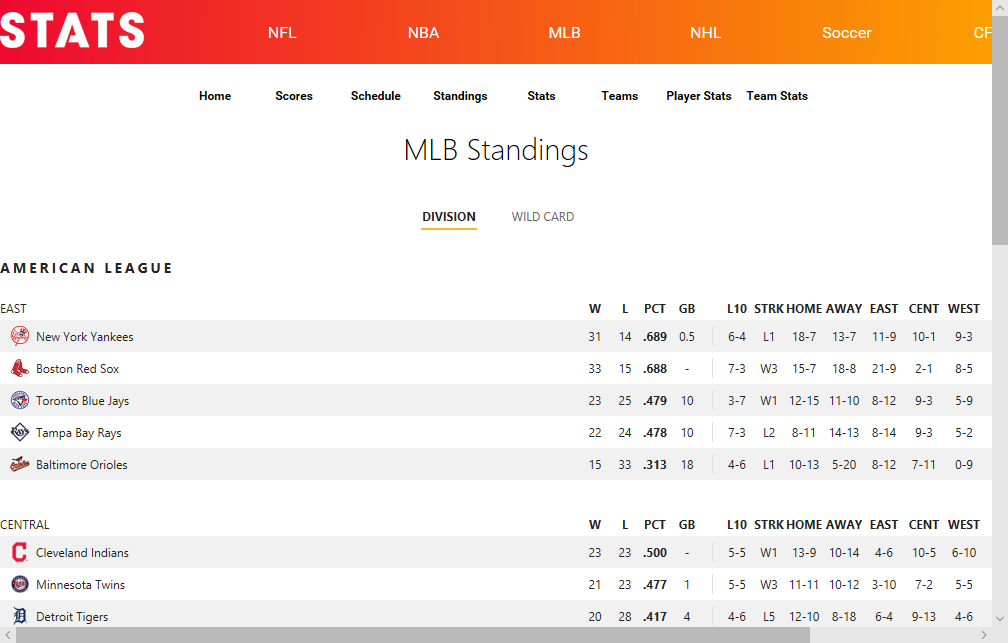 STATS NFL NBA MLB NHL Soccer CF
Home Scores Schedule Standings Stats Teams Player Stats Team Stats
MLB Standings
DIVISION WILD CARD
AMERICAN LEAGUE
EAST W L PCT GB L10 STRK HOME AWAY EAST CENT WEST
New York Yankees 31 14 .689 0.5 6-4 L1 18-7 13-7 11-9 10-1 9-3
Boston Red Sox 33 15 .688 - 7-3 W3 15-7 18-8 21-9 2-1 8-5
Toronto Blue Jays 23 25 .479 10 3-7 W1 12-15 11-10 8-12 9-3 5-9
Tampa Bay Rays 22 24 .478 10 7-3 L2 8-11 14-13 8-14 9-3 5-2
Baltimore Orioles 15 33 .313 18 4-6 L1 10-13 5-20 8-12 7-11 0-9
CENTRAL W L PCT GB L10 STRK HOME AWAY EAST CENT WEST
Cleveland Indians 23 23 .500 - 5-5 W1 13-9 10-14 4-6 10-5 6-10
Minnesota Twins 21 23 .477 1 5-5 W3 11-11 10-12 3-10 7-2 5-5
Detroit Tigers 20 28 .417 4 4-6 L5 12-10 8-18 6-4 9-13 4-6